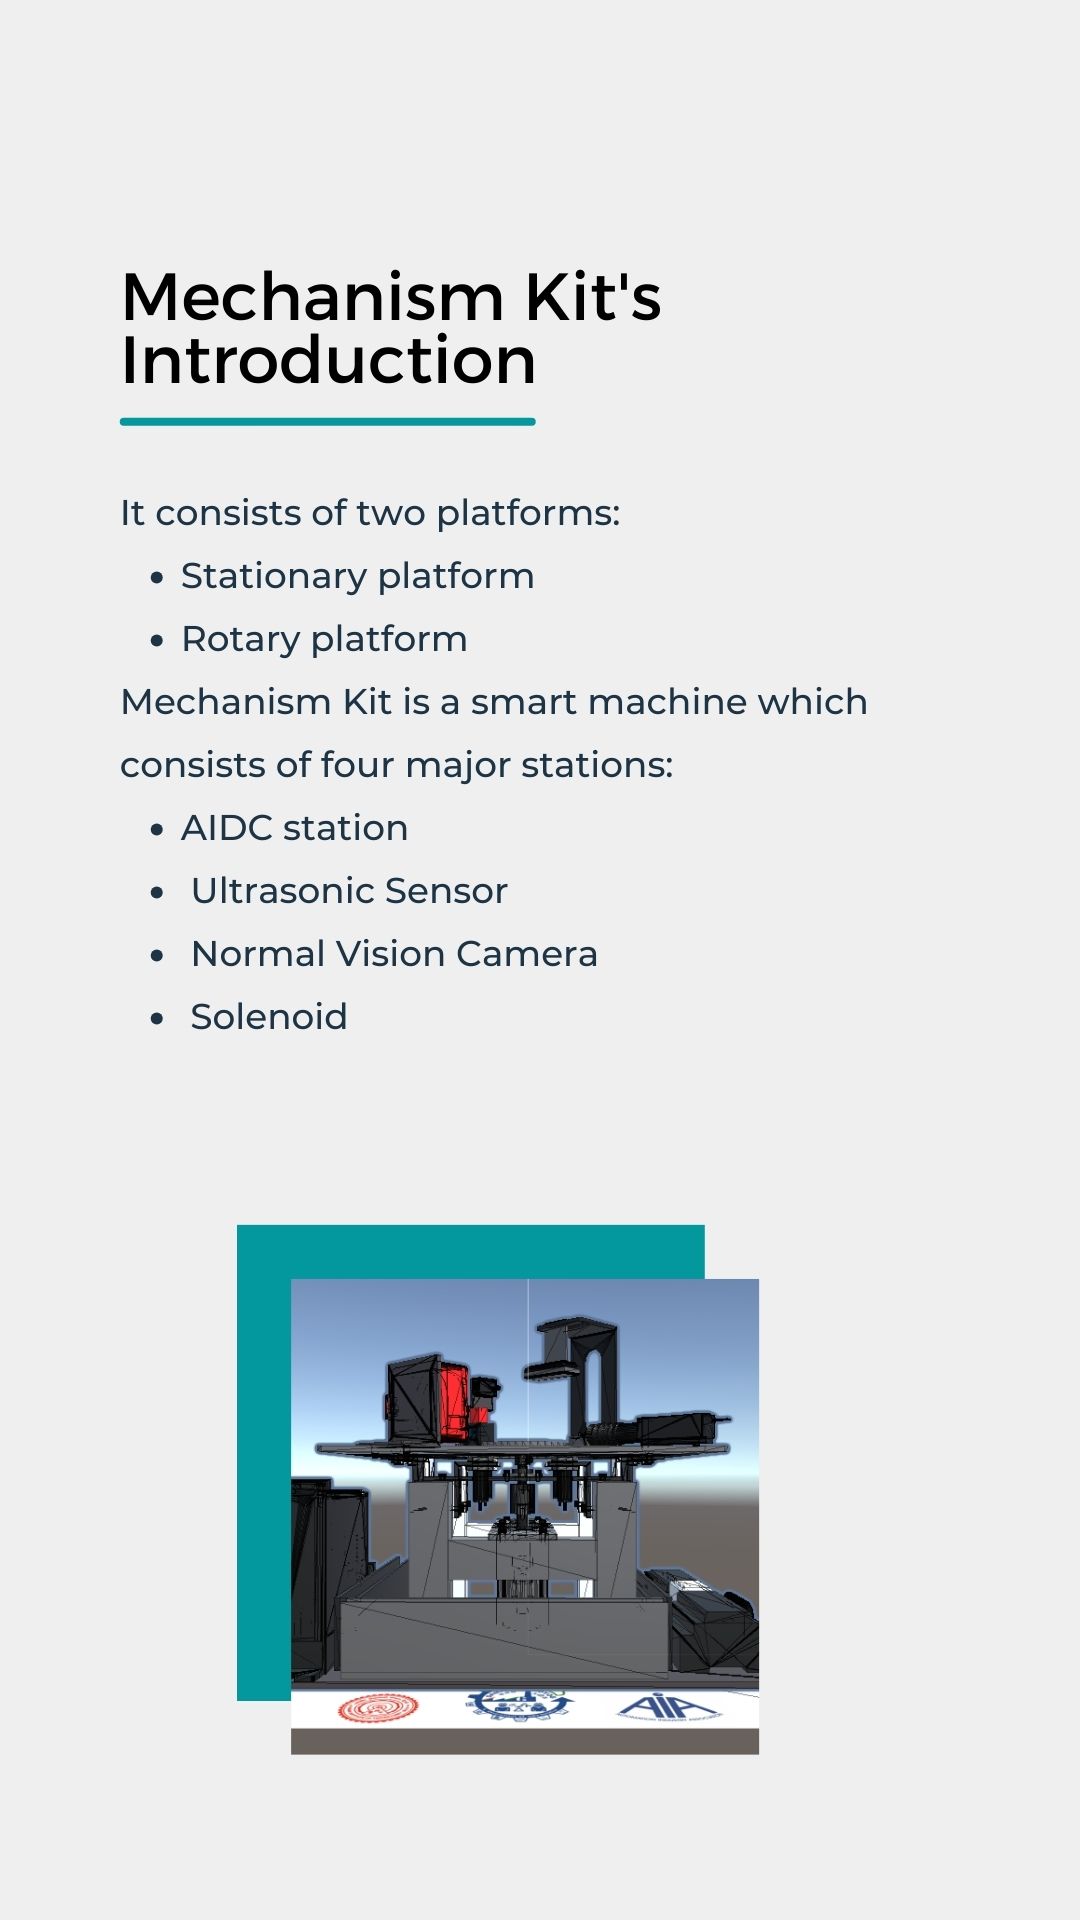 Mechanism Kit's
Introduction
It consists of two platforms:
• Stationary platform
• Rotary platform
Mechanism Kit is a smart machine which
consists of four major stations:
• AIDC station
• Ultrasonic Sensor
• Normal Vision Camera
• Solenoid
AIA